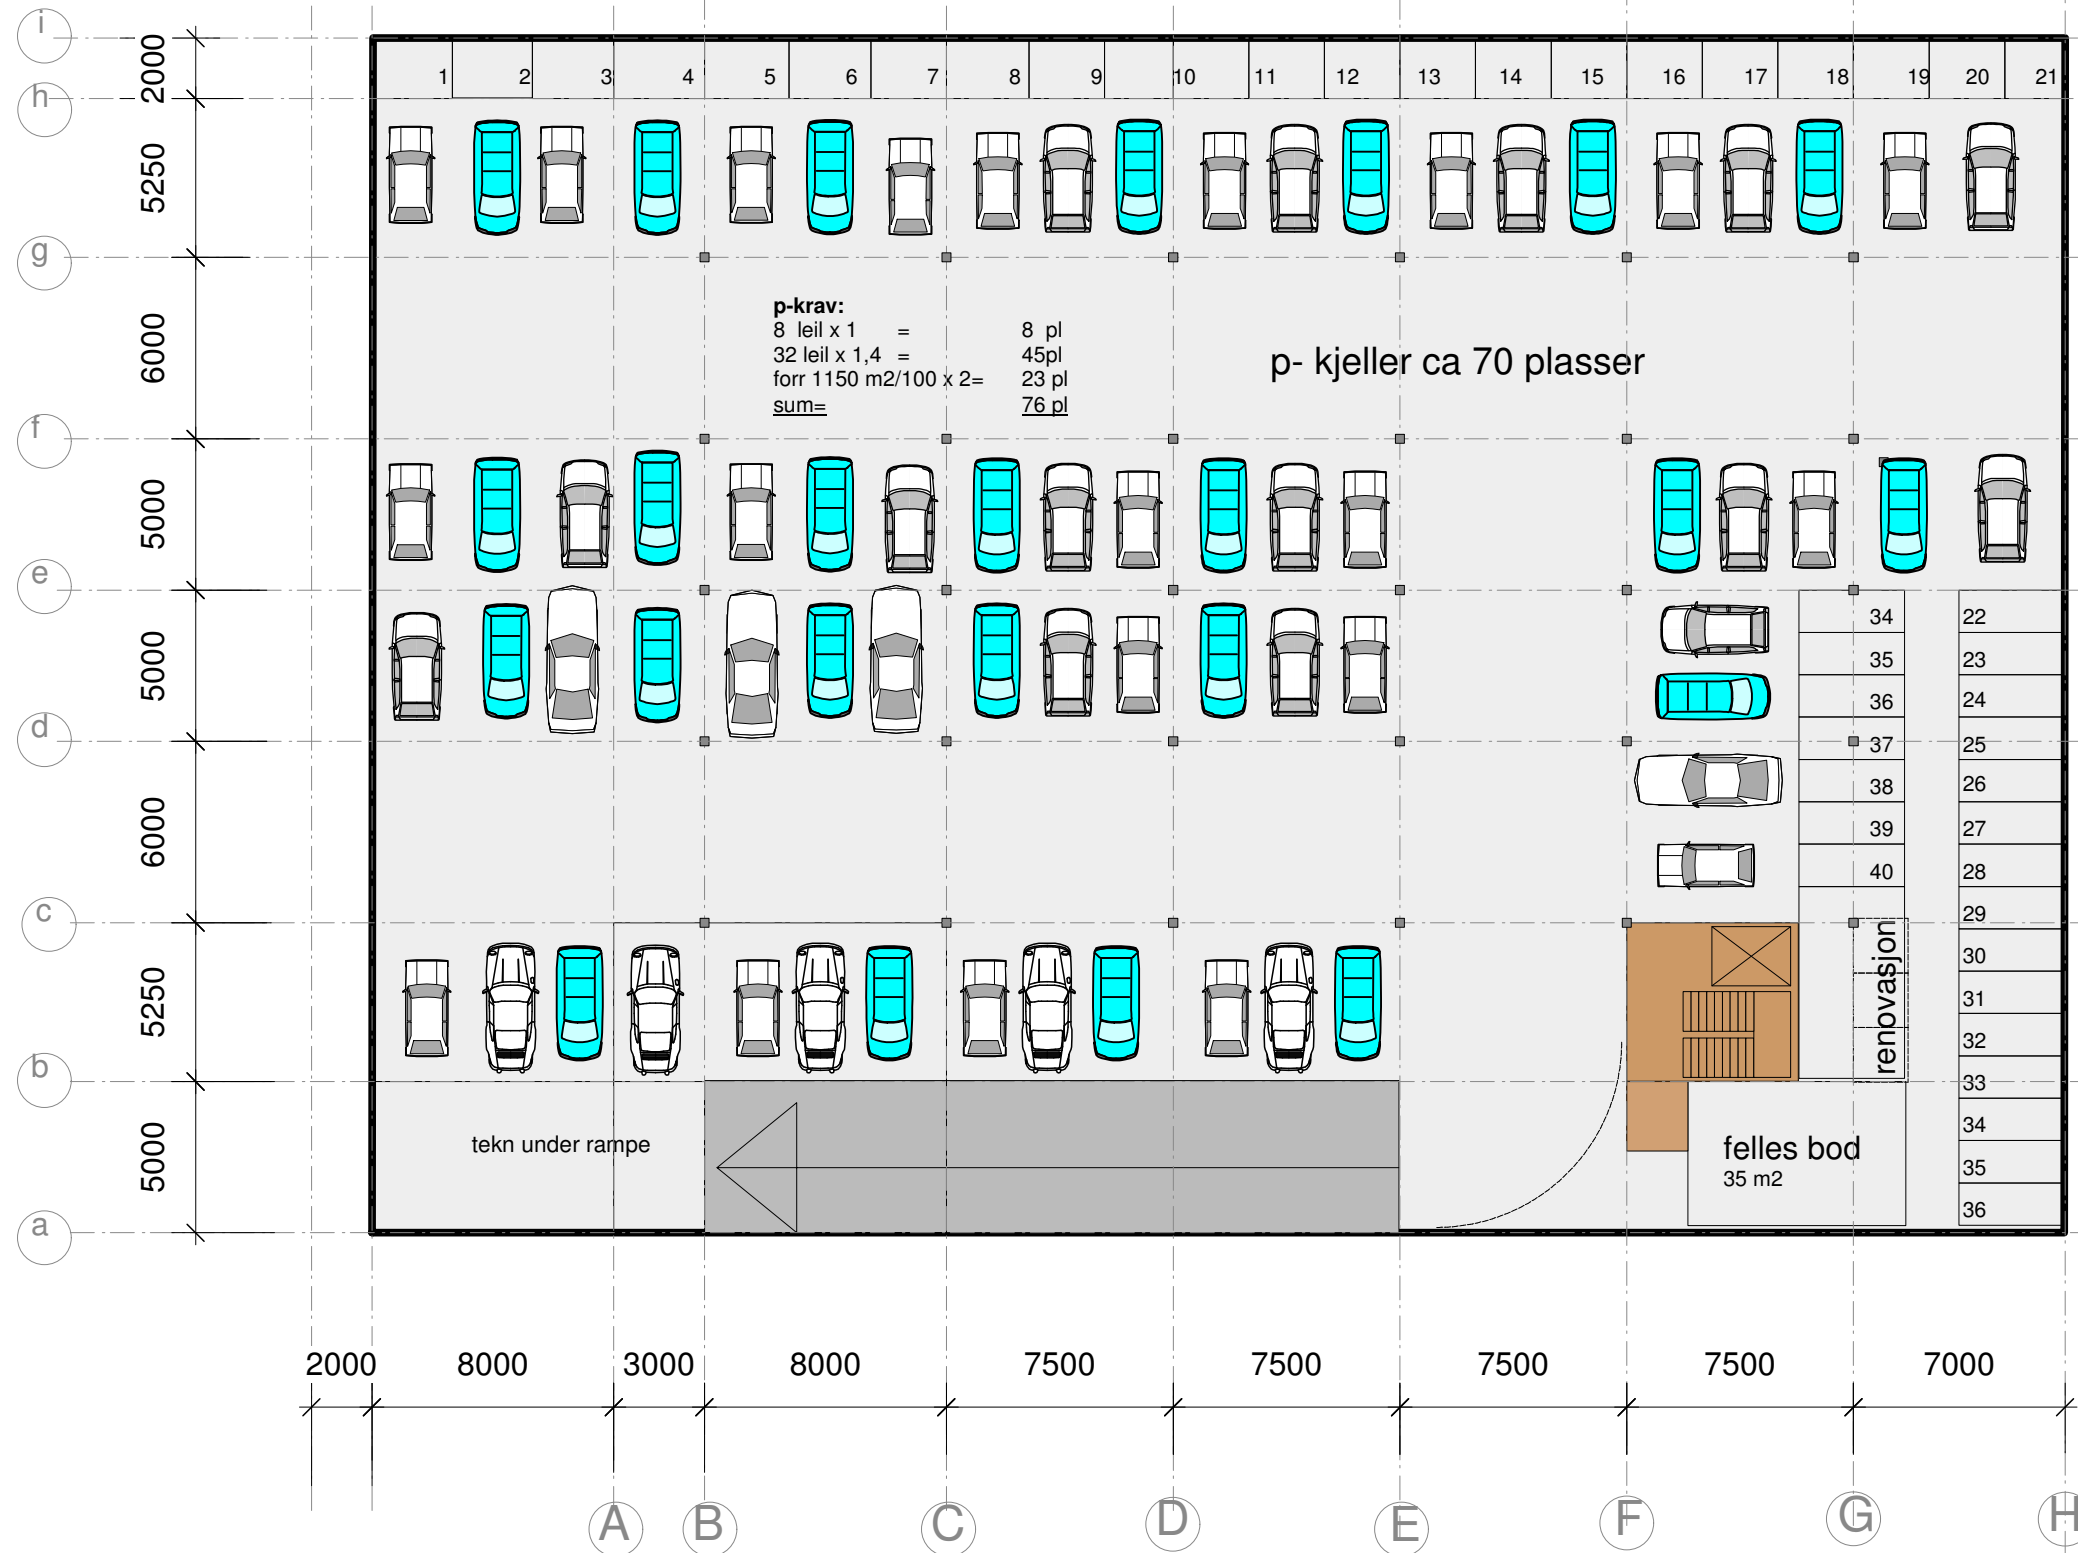 i
2000
1 2 3 4 5 6 7 8 9 10 11 12 13 14 15 16 17 18 19 20 21
h
5250
g
p-krav:
8 leil x 1 = 8 pl
32 leil x 1,4 = 45pl
forr 1150 m2/100 x 2= 23 pl
sum= 76 pl
6000
p- kjeller ca 70 plasser
f
5000
e
34 22
35 23
5000
36 24
d
37 25
38 26
6000
39 27
40 28
c
29
renovasjon
30
5250
31
32
b
33
34
tekn under rampe
felles bod
35 m2
5000
35
36
a
2000 8000 3000 8000 7500 7500 7500 7500 7000
A B C D E F G H